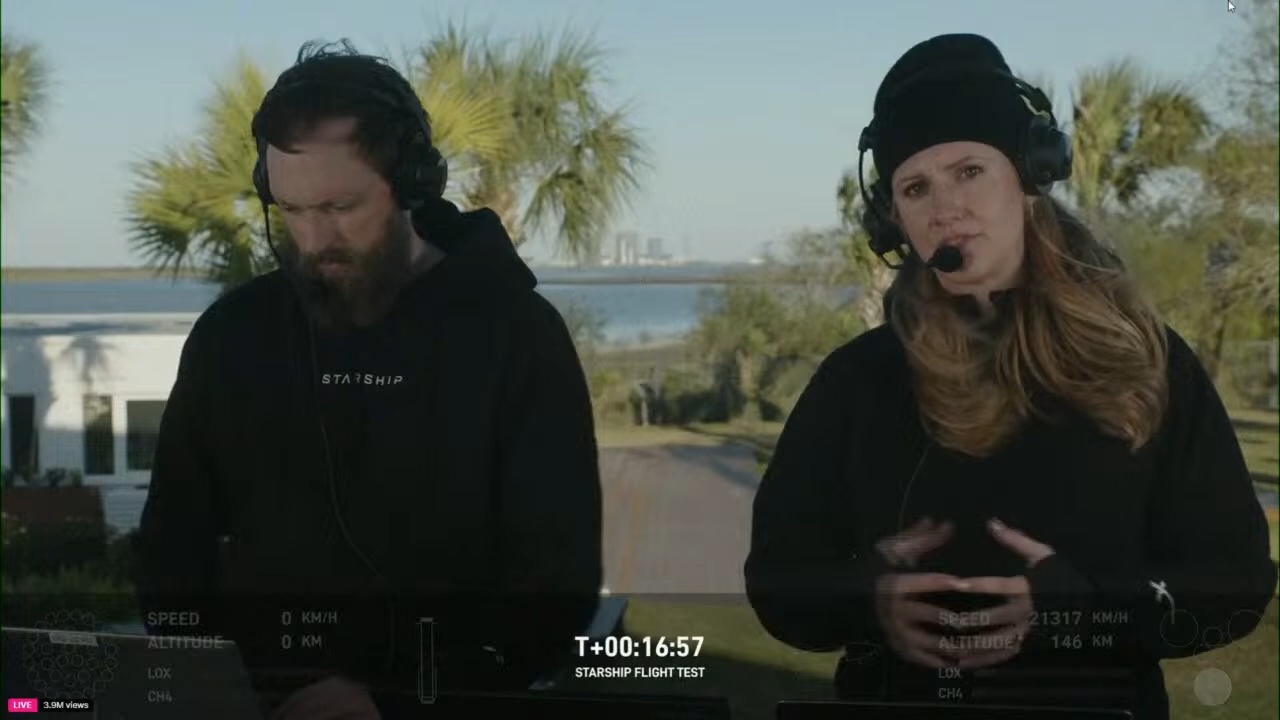 STARSHIP
SPEED 0 KM/H
ALTITUDE 0 KM
LOX
CH4
T+00:16:57
STARSHIP FLIGHT TEST
SPEED 21317 KM/H
ALTITUDE 146 KM
LOX
CH4
LIVE 3.9M views